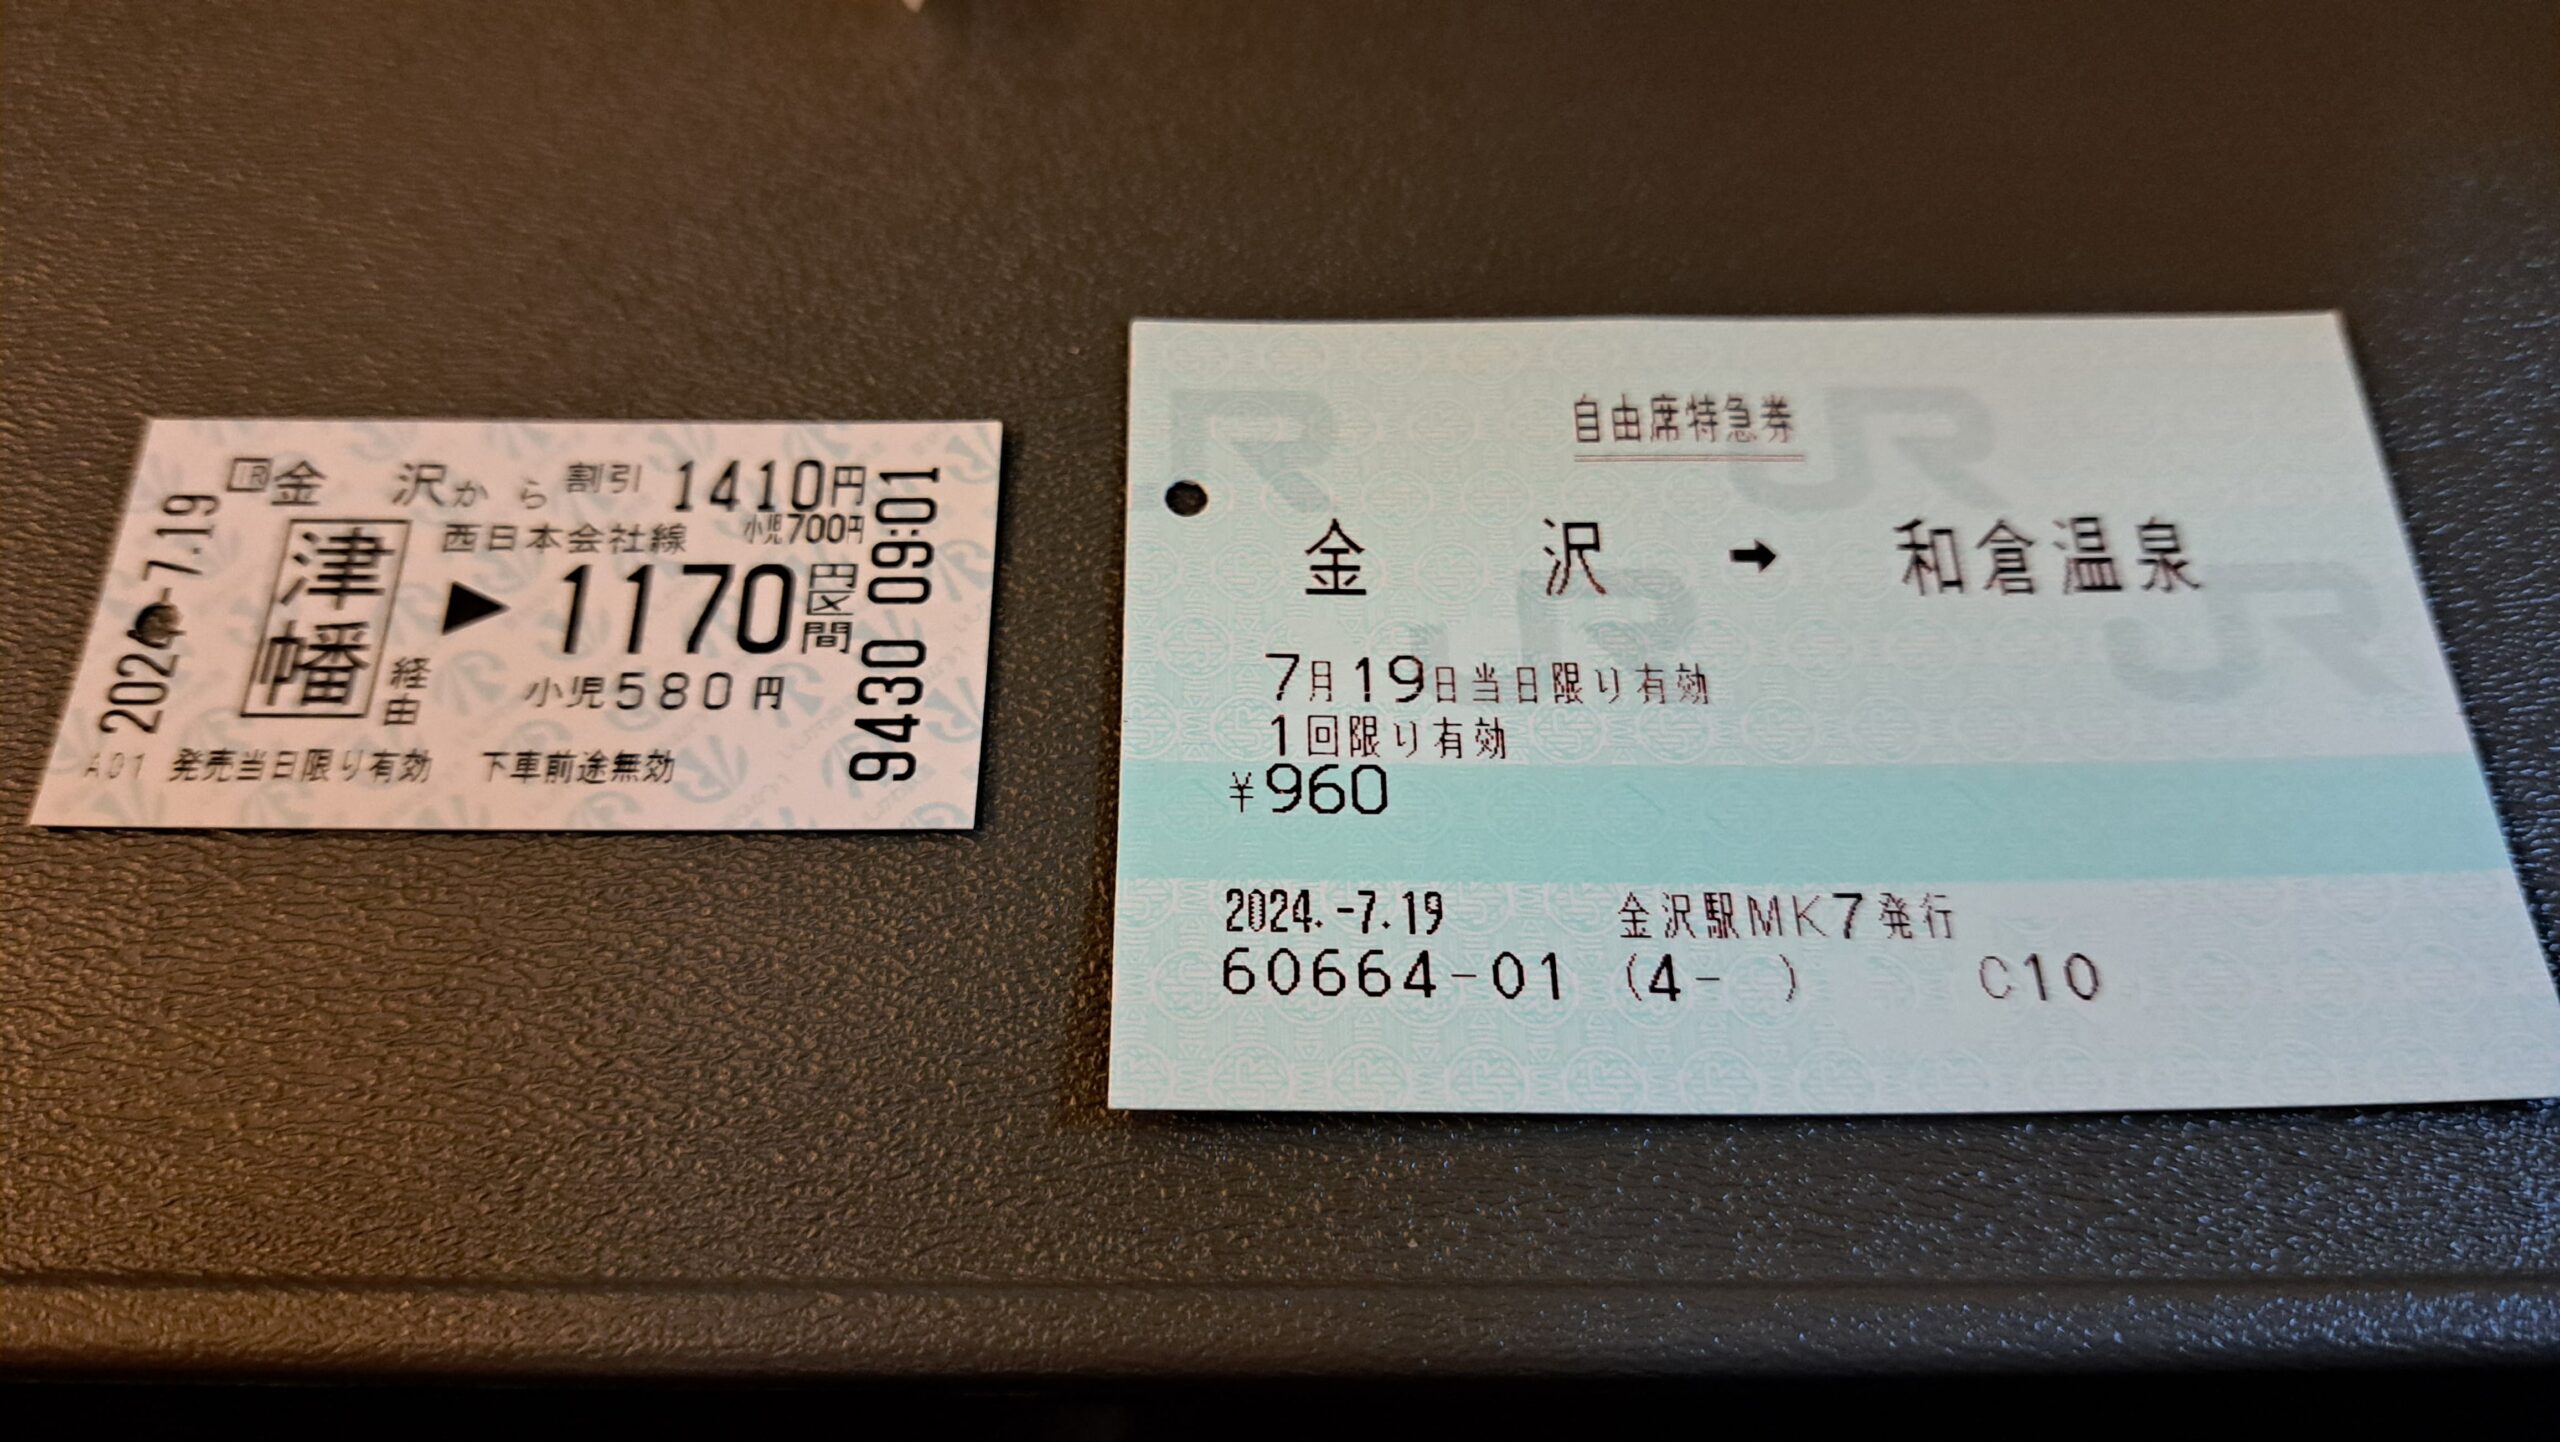 IR金沢から 割引 1410円
小児700円
西日本会社線
津幡
経由
▶ 1170円区間
小児580円
A01 発売当日限り有効 下車前途無効
2024-7.19
9430 09:01
自由席特急券
金沢 → 和倉温泉
7月19日当日限り有効
1回限り有効
¥960
2024.-7.19 金沢駅MK7発行
60664-01 (4- ) C10